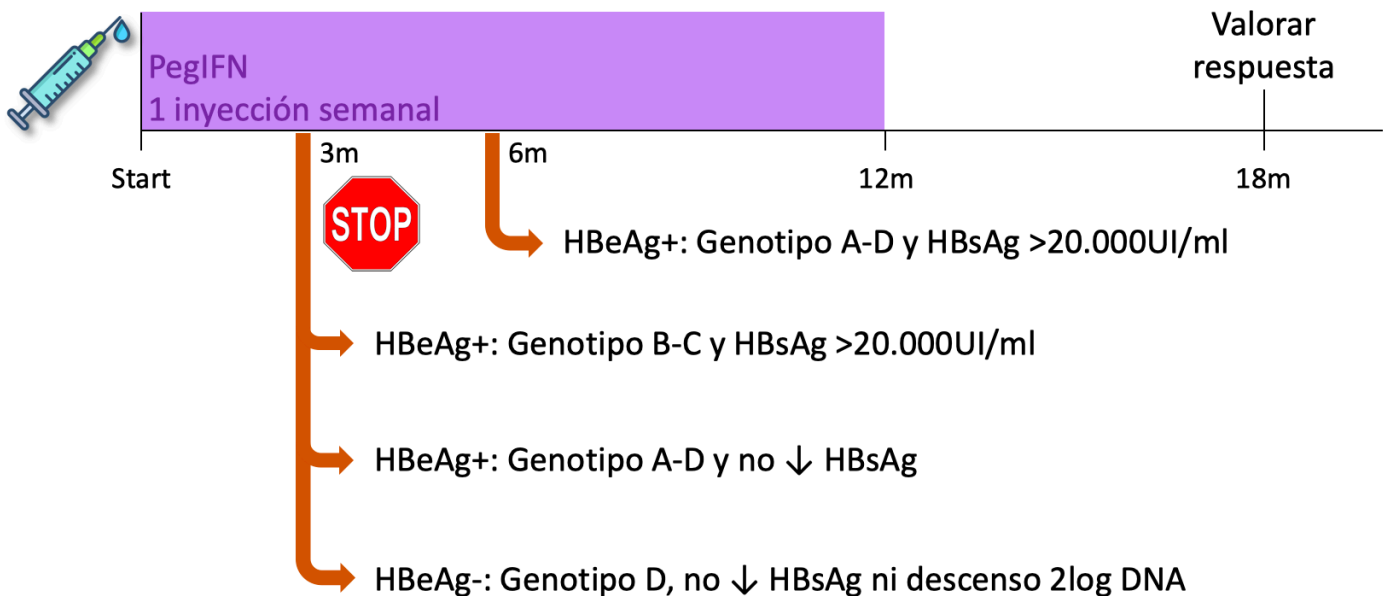 Valorar
respuesta
PegIFN
1 inyección semanal
3m
6m
Start
12m
18m
STOP
HBeAg+: Genotipo A-D y HBsAg >20.000UI/ml
HBeAg+: Genotipo B-C y HBsAg >20.000UI/ml
HBeAg+: Genotipo A-D y no ↓ HBsAg
HBeAg-: Genotipo D, no ↓ HBsAg ni descenso 2log DNA